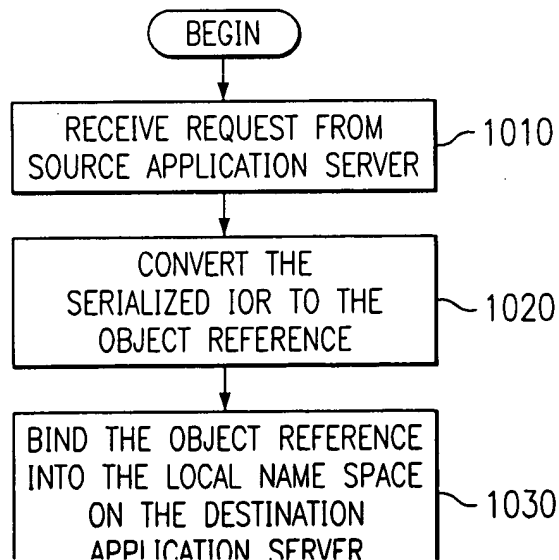 BEGIN
RECEIVE REQUEST FROM
SOURCE APPLICATION SERVER
1010
CONVERT THE
SERIALIZED IOR TO THE
OBJECT REFERENCE
1020
BIND THE OBJECT REFERENCE
INTO THE LOCAL NAME SPACE
ON THE DESTINATION
APPLICATION SERVER
1030